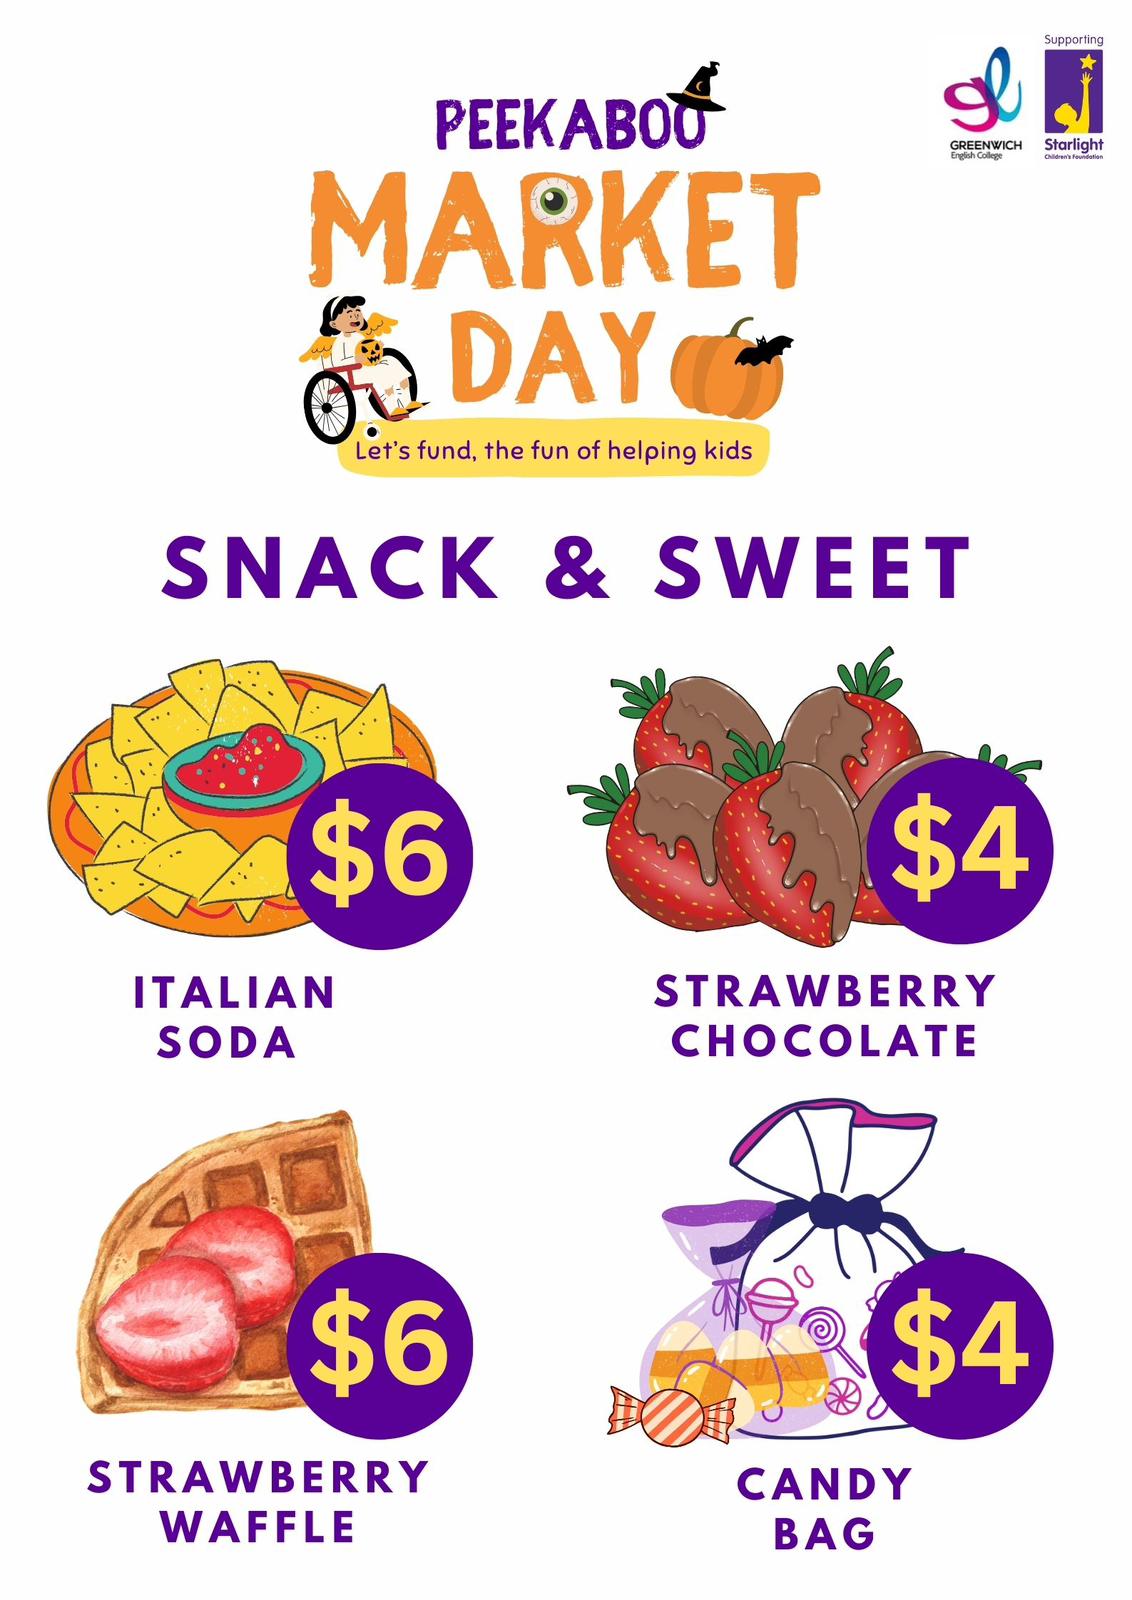 Supporting
GREENWICH
English College
Starlight
Children's Foundation
PEEKABOO
MARKET
DAY
Let's fund, the fun of helping kids
SNACK & SWEET
$6
$4
ITALIAN
SODA
STRAWBERRY
CHOCOLATE
$6
$4
STRAWBERRY
WAFFLE
CANDY
BAG